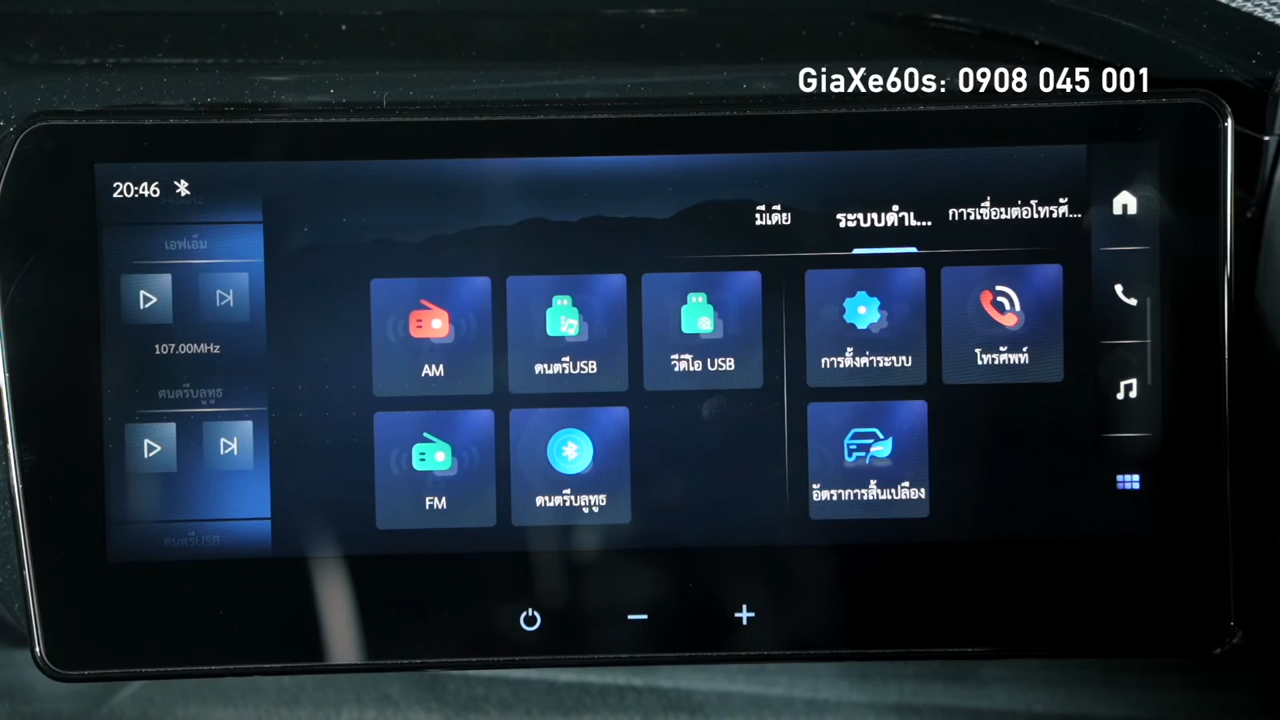 GiaXe60s: 0908 045 001
20:46
เอฟเอ็ม
107.00MHz
ดนตรีบลูทูธ
ดนตรีUSB
มีเดีย
ระบบดำเ...
การเชื่อมต่อโทรศั...
AM
ดนตรีUSB
วีดีโอ USB
การตั้งค่าระบบ
โทรศัพท์
FM
ดนตรีบลูทูธ
อัตราการสิ้นเปลือง